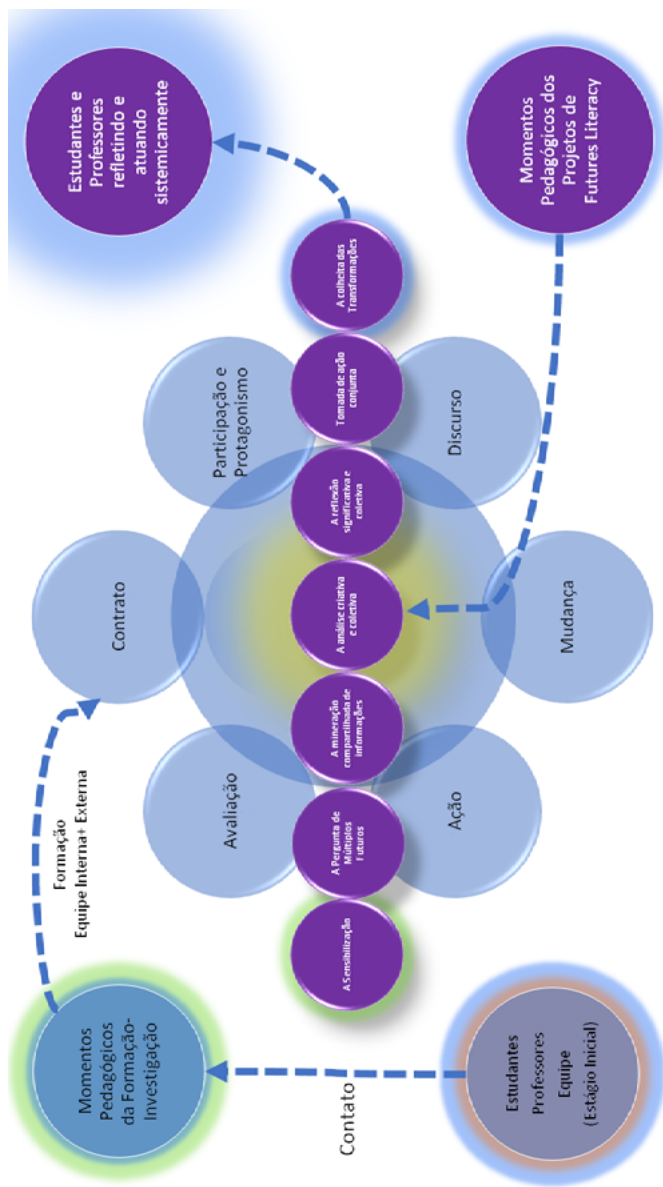 Momentos
Pedagógicos
da Formação-
Investigação
Formação
Equipe Interna+ Externa
Contrato
Estudantes e
Professores
refletindo e
atuando
sistemicamente
Contato
Avaliação
Participação e
Protagonismo
A Sensibilização
A Pergunta de
Múltiplos
Futuros
A mineração
compartilhada de
informações
A análise criativa
e coletiva
A reflexão
significativa e
coletiva
Tomada de ação
conjunta
A colheita das
Transformações
Ação
Discurso
Estudantes
Professores
Equipe
(Estágio Inicial)
Mudança
Momentos
Pedagógicos dos
Projetos de
Futures Literacy